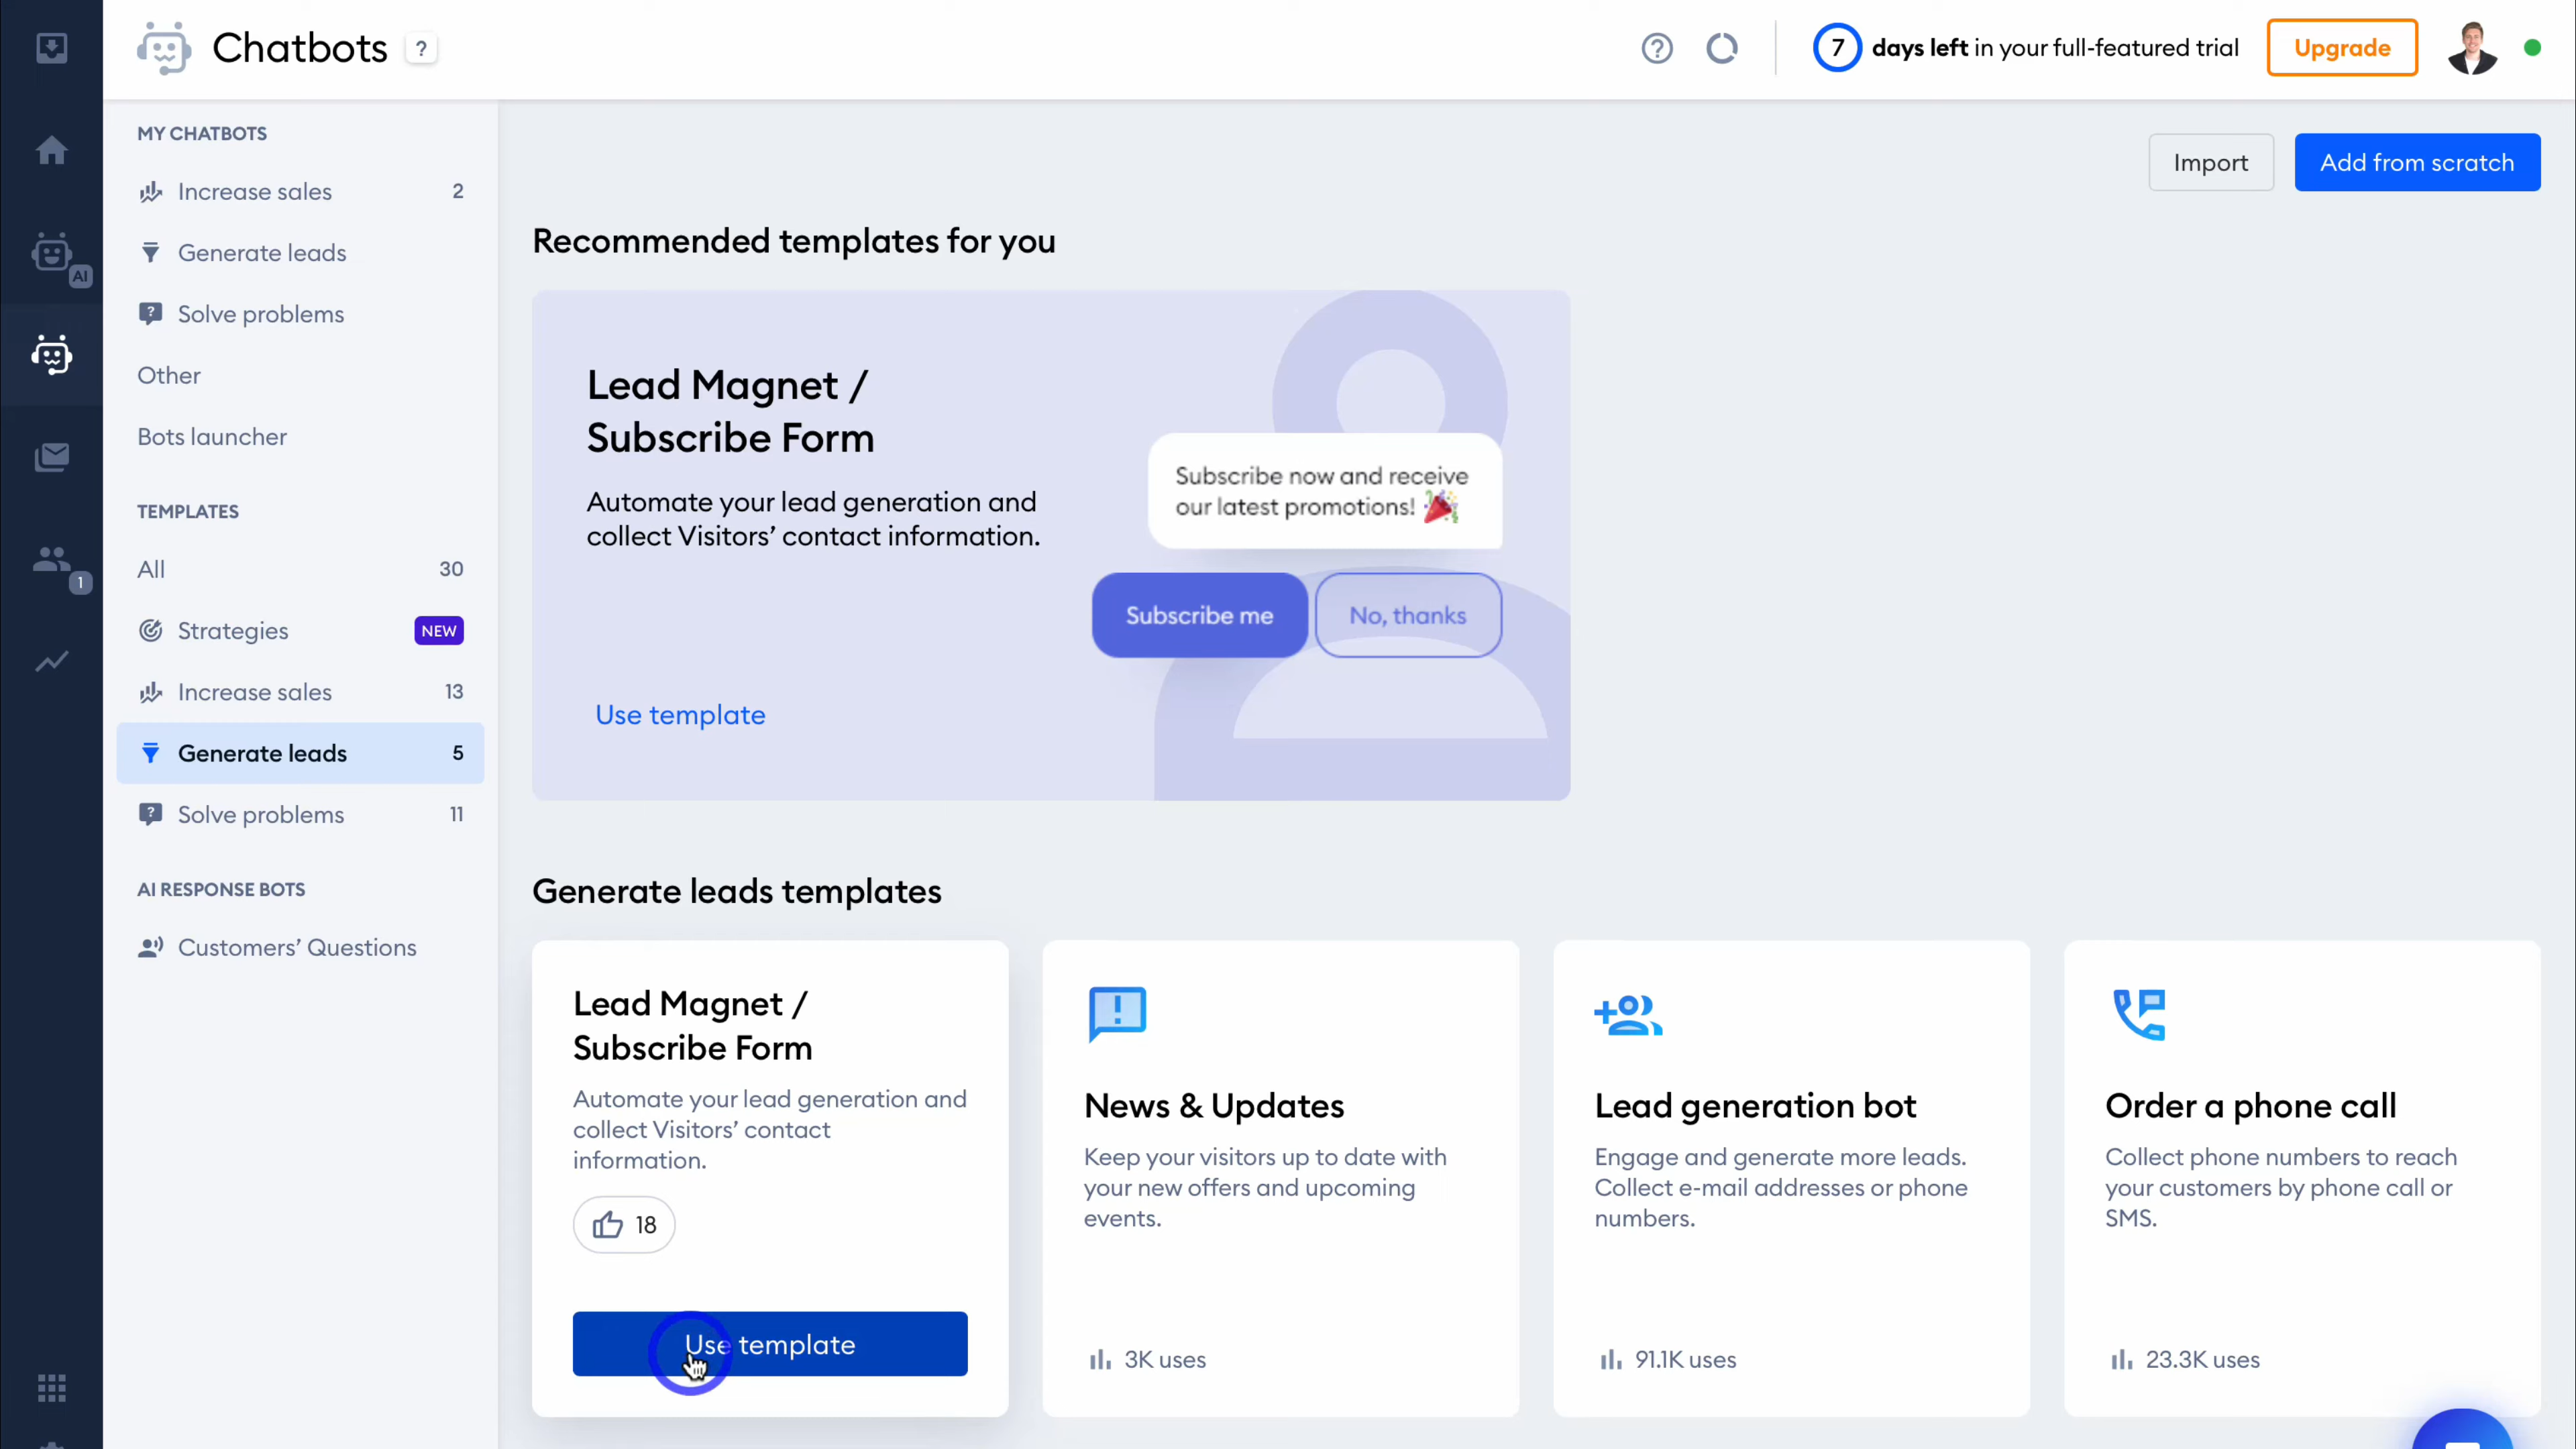 Chatbots
?
7
days left in your full-featured trial
Upgrade
AI
1
MY CHATBOTS
Increase sales 2
Generate leads
Solve problems
Other
Bots launcher
TEMPLATES
All 30
Strategies NEW
Increase sales 13
Generate leads 5
Solve problems 11
AI RESPONSE BOTS
Customers’ Questions
Import
Add from scratch
Recommended templates for you
Lead Magnet /
Subscribe Form
Automate your lead generation and
collect Visitors’ contact information.
Use template
Subscribe now and receive
our latest promotions!
Subscribe me
No, thanks
Generate leads templates
Lead Magnet /
Subscribe Form
Automate your lead generation and
collect Visitors’ contact
information.
18
Use template
News & Updates
Keep your visitors up to date with
your new offers and upcoming
events.
3K uses
Lead generation bot
Engage and generate more leads.
Collect e-mail addresses or phone
numbers.
91.1K uses
Order a phone call
Collect phone numbers to reach
your customers by phone call or
SMS.
23.3K uses